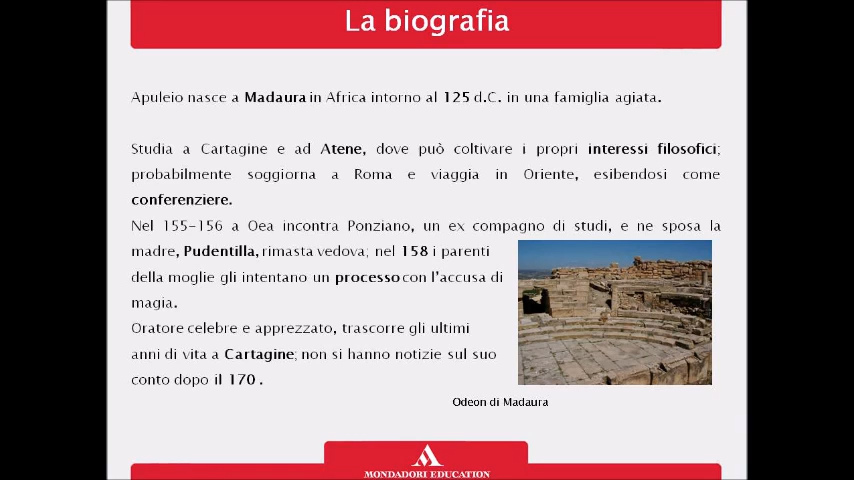 La biografia
Apuleio nasce a Madaura in Africa intorno al 125 d.C. in una famiglia agiata.
Studia a Cartagine e ad Atene, dove può coltivare i propri interessi filosofici;
probabilmente soggiorna a Roma e viaggia in Oriente, esibendosi come
conferenziere.
Nel 155-156 a Oea incontra Ponziano, un ex compagno di studi, e ne sposa la
madre, Pudentilla, rimasta vedova; nel 158 i parenti
della moglie gli intentano un processo con l'accusa di
magia.
Oratore celebre e apprezzato, trascorre gli ultimi
anni di vita a Cartagine; non si hanno notizie sul suo
conto dopo il 170 .
Odeon di Madaura
MONDADORI EDUCATION